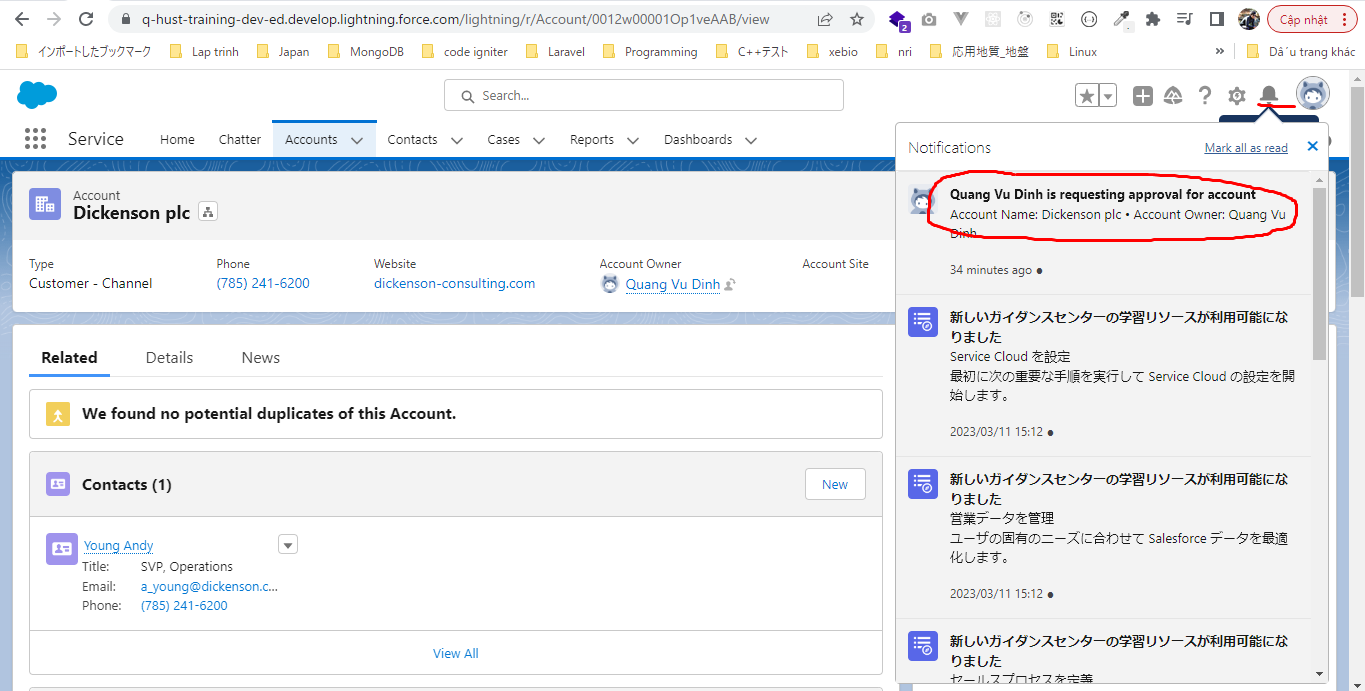 q-hust-training-dev-ed.develop.lightning.force.com/lightning/r/Account/0012w00001Op1veAAB/view
2
Cập nhật
インポートしたブックマーク
Lap trinh
Japan
MongoDB
code igniter
Laravel
Programming
C++テスト
xebio
nri
応用地質_地盤
Linux
»
Dấu trang khác
Search...
Service
Home
Chatter
Accounts
Contacts
Cases
Reports
Dashboards
Account
Dickenson plc
Type
Customer - Channel
Phone
(785) 241-6200
Website
dickenson-consulting.com
Account Owner
Quang Vu Dinh
Account Site
Related
Details
News
We found no potential duplicates of this Account.
Contacts (1)
New
Young Andy
Title: SVP, Operations
Email: a_young@dickenson.c...
Phone: (785) 241-6200
View All
Notifications
Mark all as read
Quang Vu Dinh is requesting approval for account
Account Name: Dickenson plc • Account Owner: Quang Vu
Dinh
34 minutes ago ●
新しいガイダンスセンターの学習リソースが利用可能にな
りました
Service Cloud を設定
最初に次の重要な手順を実行して Service Cloud の設定を開
始します。
2023/03/11 15:12 ●
新しいガイダンスセンターの学習リソースが利用可能にな
りました
営業データを管理
ユーザの固有のニーズに合わせて Salesforce データを最適
化します。
2023/03/11 15:12 ●
新しいガイダンスセンターの学習リソースが利用可能にな
りました
セールスプロセスを定義